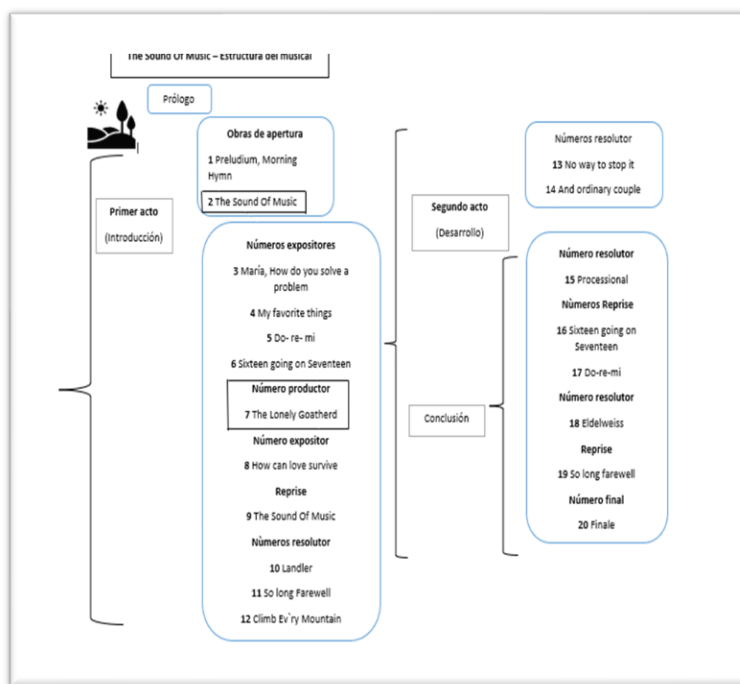 The Sound Of Music – Estructura del musical
Prólogo
Obras de apertura
1 Preludium, Morning
Hymn
2 The Sound Of Music
Primer acto
(Introducción)
Números expositores
3 María, How do you solve a
problem
4 My favorite things
5 Do- re- mi
6 Sixteen going on Seventeen
Número productor
7 The Lonely Goatherd
Número expositor
8 How can love survive
Reprise
9 The Sound Of Music
Nùmeros resolutor
10 Landler
11 So long Farewell
12 Climb Ev`ry Mountain
Segundo acto
(Desarrollo)
Números resolutor
13 No way to stop it
14 And ordinary couple
Conclusión
Número resolutor
15 Processional
Nùmeros Reprise
16 Sixteen going on
Seventeen
17 Do-re-mi
Número resolutor
18 Eldelweiss
Reprise
19 So long farewell
Número final
20 Finale